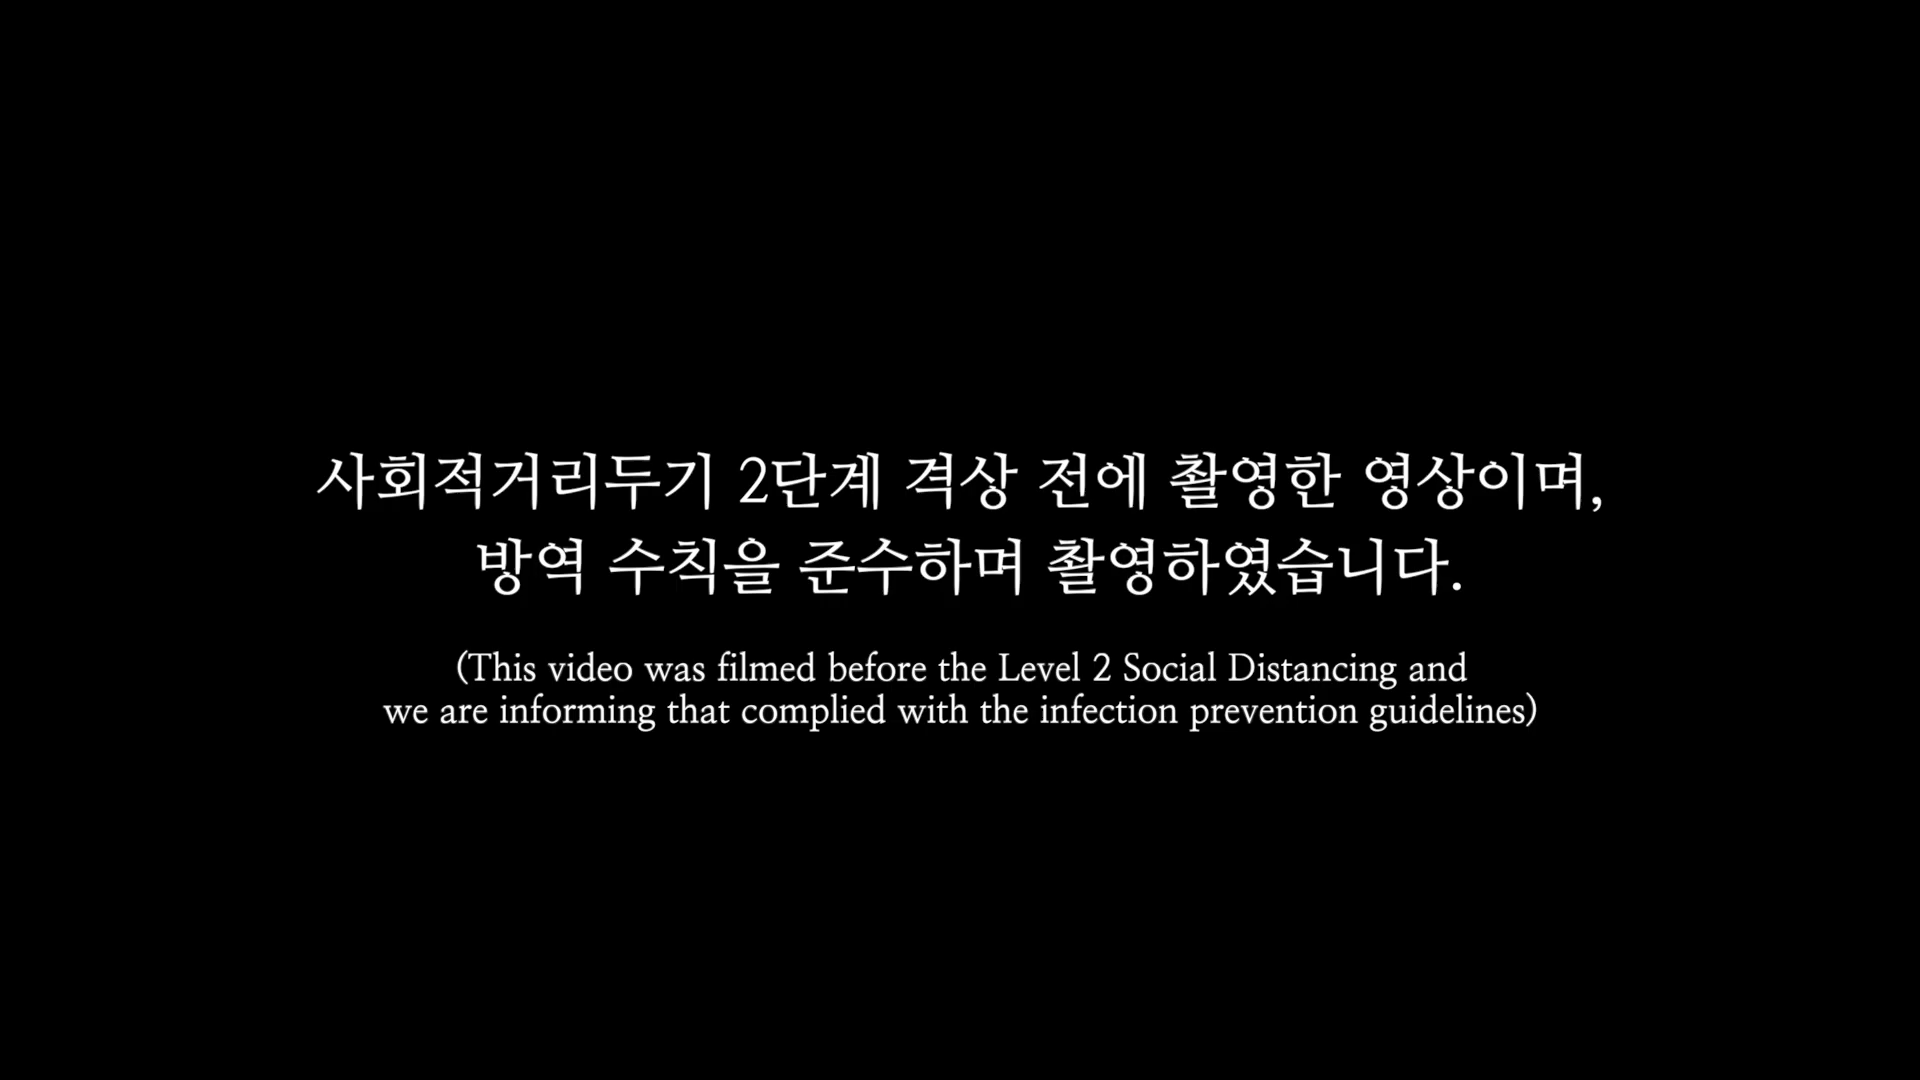 사회적거리두기 2단계 격상 전에 촬영한 영상이며,
방역 수칙을 준수하며 촬영하였습니다.
(This video was filmed before the Level 2 Social Distancing and
we are informing that complied with the infection prevention guidelines)